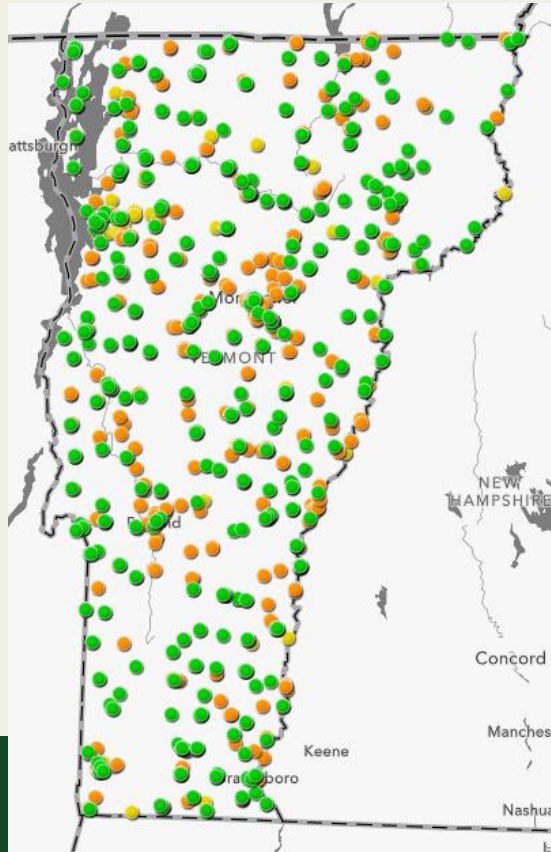 attsburgh
VERMONT
NEW
HAMPSHIRE
Concord
Manches
Keene
Nashua